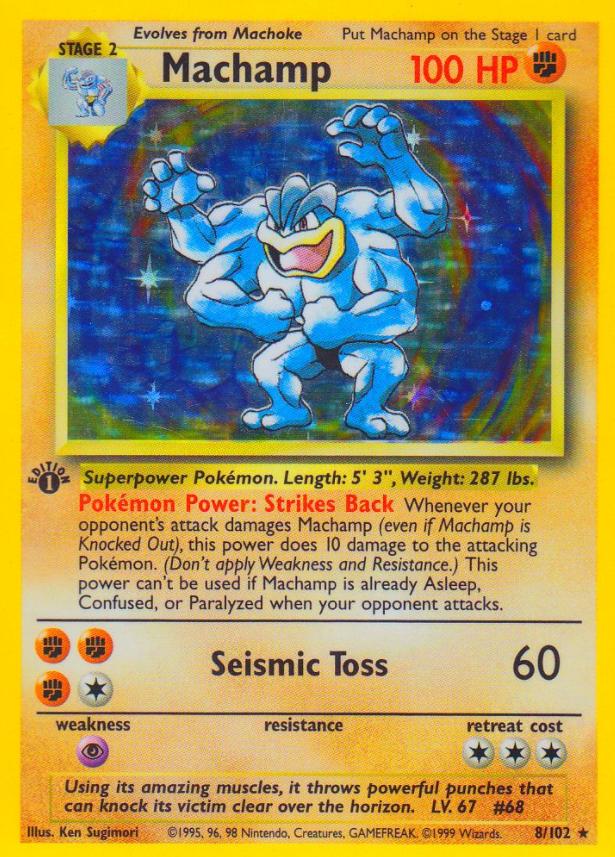 Evolves from Machoke Put Machamp on the Stage 1 card
STAGE 2
Machamp 100 HP
EDITION
1
Superpower Pokémon. Length: 5' 3", Weight: 287 lbs.
Pokémon Power: Strikes Back Whenever your
opponent's attack damages Machamp (even if Machamp is
Knocked Out), this power does 10 damage to the attacking
Pokémon. (Don't apply Weakness and Resistance.) This
power can't be used if Machamp is already Asleep,
Confused, or Paralyzed when your opponent attacks.
Seismic Toss 60
weakness resistance retreat cost
Using its amazing muscles, it throws powerful punches that
can knock its victim clear over the horizon. LV. 67 #68
Illus. Ken Sugimori ©1995, 96, 98 Nintendo, Creatures, GAMEFREAK. ©1999 Wizards. 8/102 ★